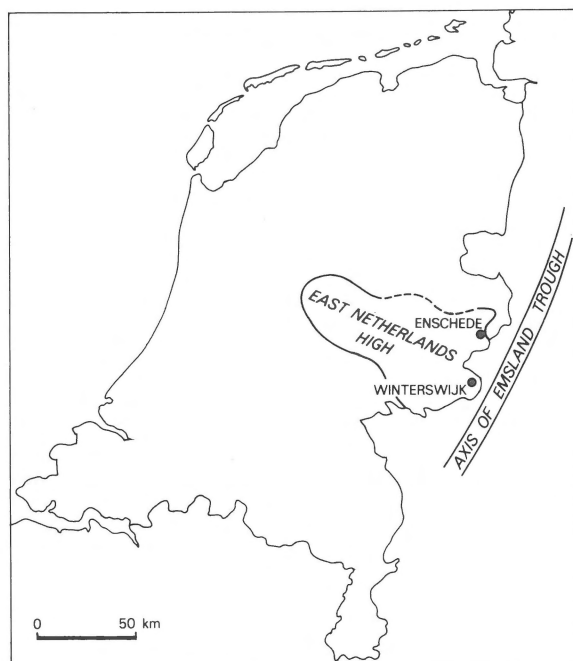 EAST NETHERLANDS
HIGH
ENSCHEDE
WINTERSWIJK
AXIS OF EMSLAND TROUGH
0 50 km